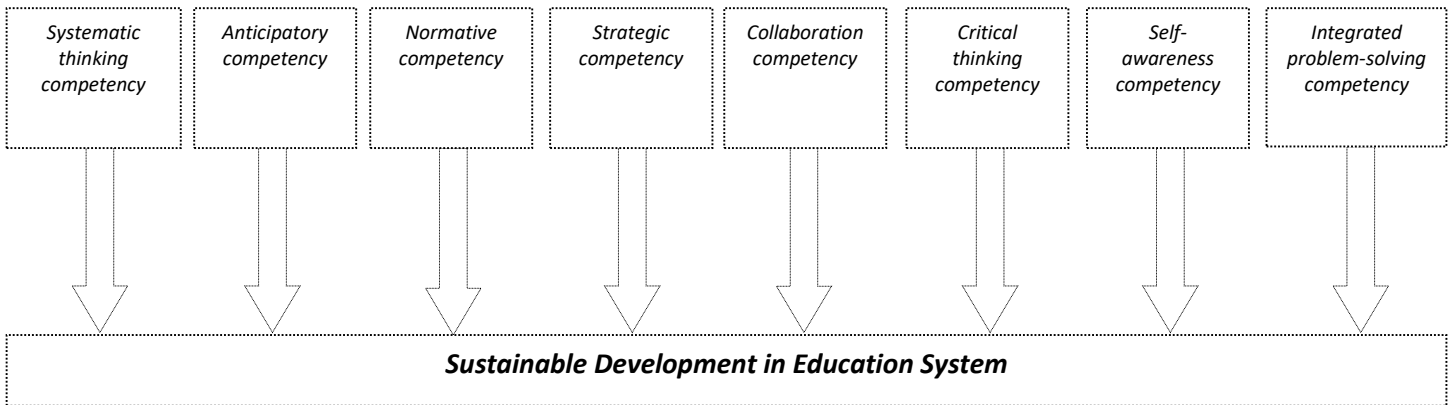 Systematic
thinking
competency
Anticipatory
competency
Normative
competency
Strategic
competency
Collaboration
competency
Critical
thinking
competency
Self-
awareness
competency
Integrated
problem-solving
competency
Sustainable Development in Education System